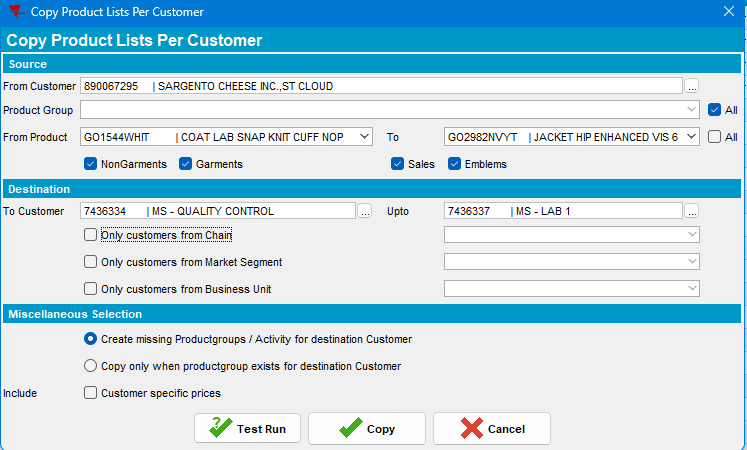 Copy Product Lists Per Customer
Copy Product Lists Per Customer
Source
From Customer 890067295 | SARGENTO CHEESE INC.,ST CLOUD ...
Product Group All
From Product GO1544WHIT | COAT LAB SNAP KNIT CUFF NOP To GO2982NVYT | JACKET HIP ENHANCED VIS 6 All
NonGarments Garments Sales Emblems
Destination
To Customer 7436334 | MS - QUALITY CONTROL ... Upto 7436337 | MS - LAB 1 ...
Only customers from Chain
Only customers from Market Segment
Only customers from Business Unit
Miscellaneous Selection
Create missing Productgroups / Activity for destination Customer
Copy only when productgroup exists for destination Customer
Include Customer specific prices
? Test Run Copy Cancel